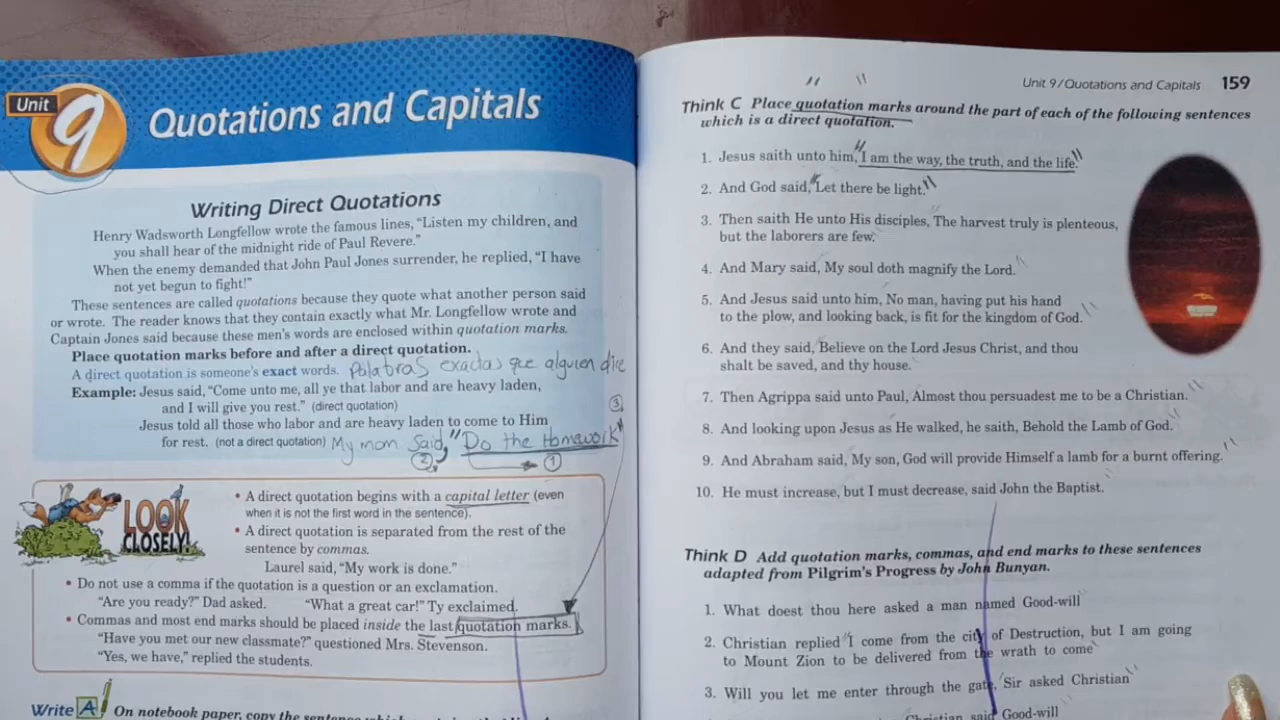 Unit 9
Quotations and Capitals
Writing Direct Quotations
Henry Wadsworth Longfellow wrote the famous lines, “Listen my children, and
you shall hear of the midnight ride of Paul Revere.”
When the enemy demanded that John Paul Jones surrender, he replied, “I have
not yet begun to fight!”
These sentences are called quotations because they quote what another person said
or wrote. The reader knows that they contain exactly what Mr. Longfellow wrote and
Captain Jones said because these men’s words are enclosed within quotation marks.
Place quotation marks before and after a direct quotation.
A direct quotation is someone’s exact words. Palabras exactas que alguien dice
Example: Jesus said, “Come unto me, all ye that labor and are heavy laden,
and I will give you rest.” (direct quotation)
Jesus told all those who labor and are heavy laden to come to Him
for rest. (not a direct quotation) My mom Said, "Do the Homework"
③
② ①
LOOK
CLOSELY!
• A direct quotation begins with a capital letter (even
when it is not the first word in the sentence).
• A direct quotation is separated from the rest of the
sentence by commas.
Laurel said, “My work is done.”
• Do not use a comma if the quotation is a question or an exclamation.
“Are you ready?” Dad asked. “What a great car!” Ty exclaimed.
• Commas and most end marks should be placed inside the last quotation marks.
“Have you met our new classmate?” questioned Mrs. Stevenson.
“Yes, we have,” replied the students.
Write A On notebook paper, copy the sentence
Unit 9/Quotations and Capitals 159
Think C Place quotation marks around the part of each of the following sentences
which is a direct quotation.
1. Jesus saith unto him, "I am the way, the truth, and the life."
2. And God said, "Let there be light."
3. Then saith He unto His disciples, "The harvest truly is plenteous,
but the laborers are few."
4. And Mary said, My soul doth magnify the Lord."
5. And Jesus said unto him, No man, having put his hand
to the plow, and looking back, is fit for the kingdom of God."
6. And they said, Believe on the Lord Jesus Christ, and thou
shalt be saved, and thy house."
7. Then Agrippa said unto Paul, Almost thou persuadest me to be a Christian."
8. And looking upon Jesus as He walked, he saith, Behold the Lamb of God."
9. And Abraham said, My son, God will provide Himself a lamb for a burnt offering."
10. He must increase, but I must decrease, said John the Baptist.
Think D Add quotation marks, commas, and end marks to these sentences
adapted from Pilgrim’s Progress by John Bunyan.
1. What doest thou here asked a man named Good-will
2. Christian replied "I come from the city of Destruction, but I am going
to Mount Zion to be delivered from the wrath to come"
3. Will you let me enter through the gate, Sir asked Christian"
Christian said Good-will